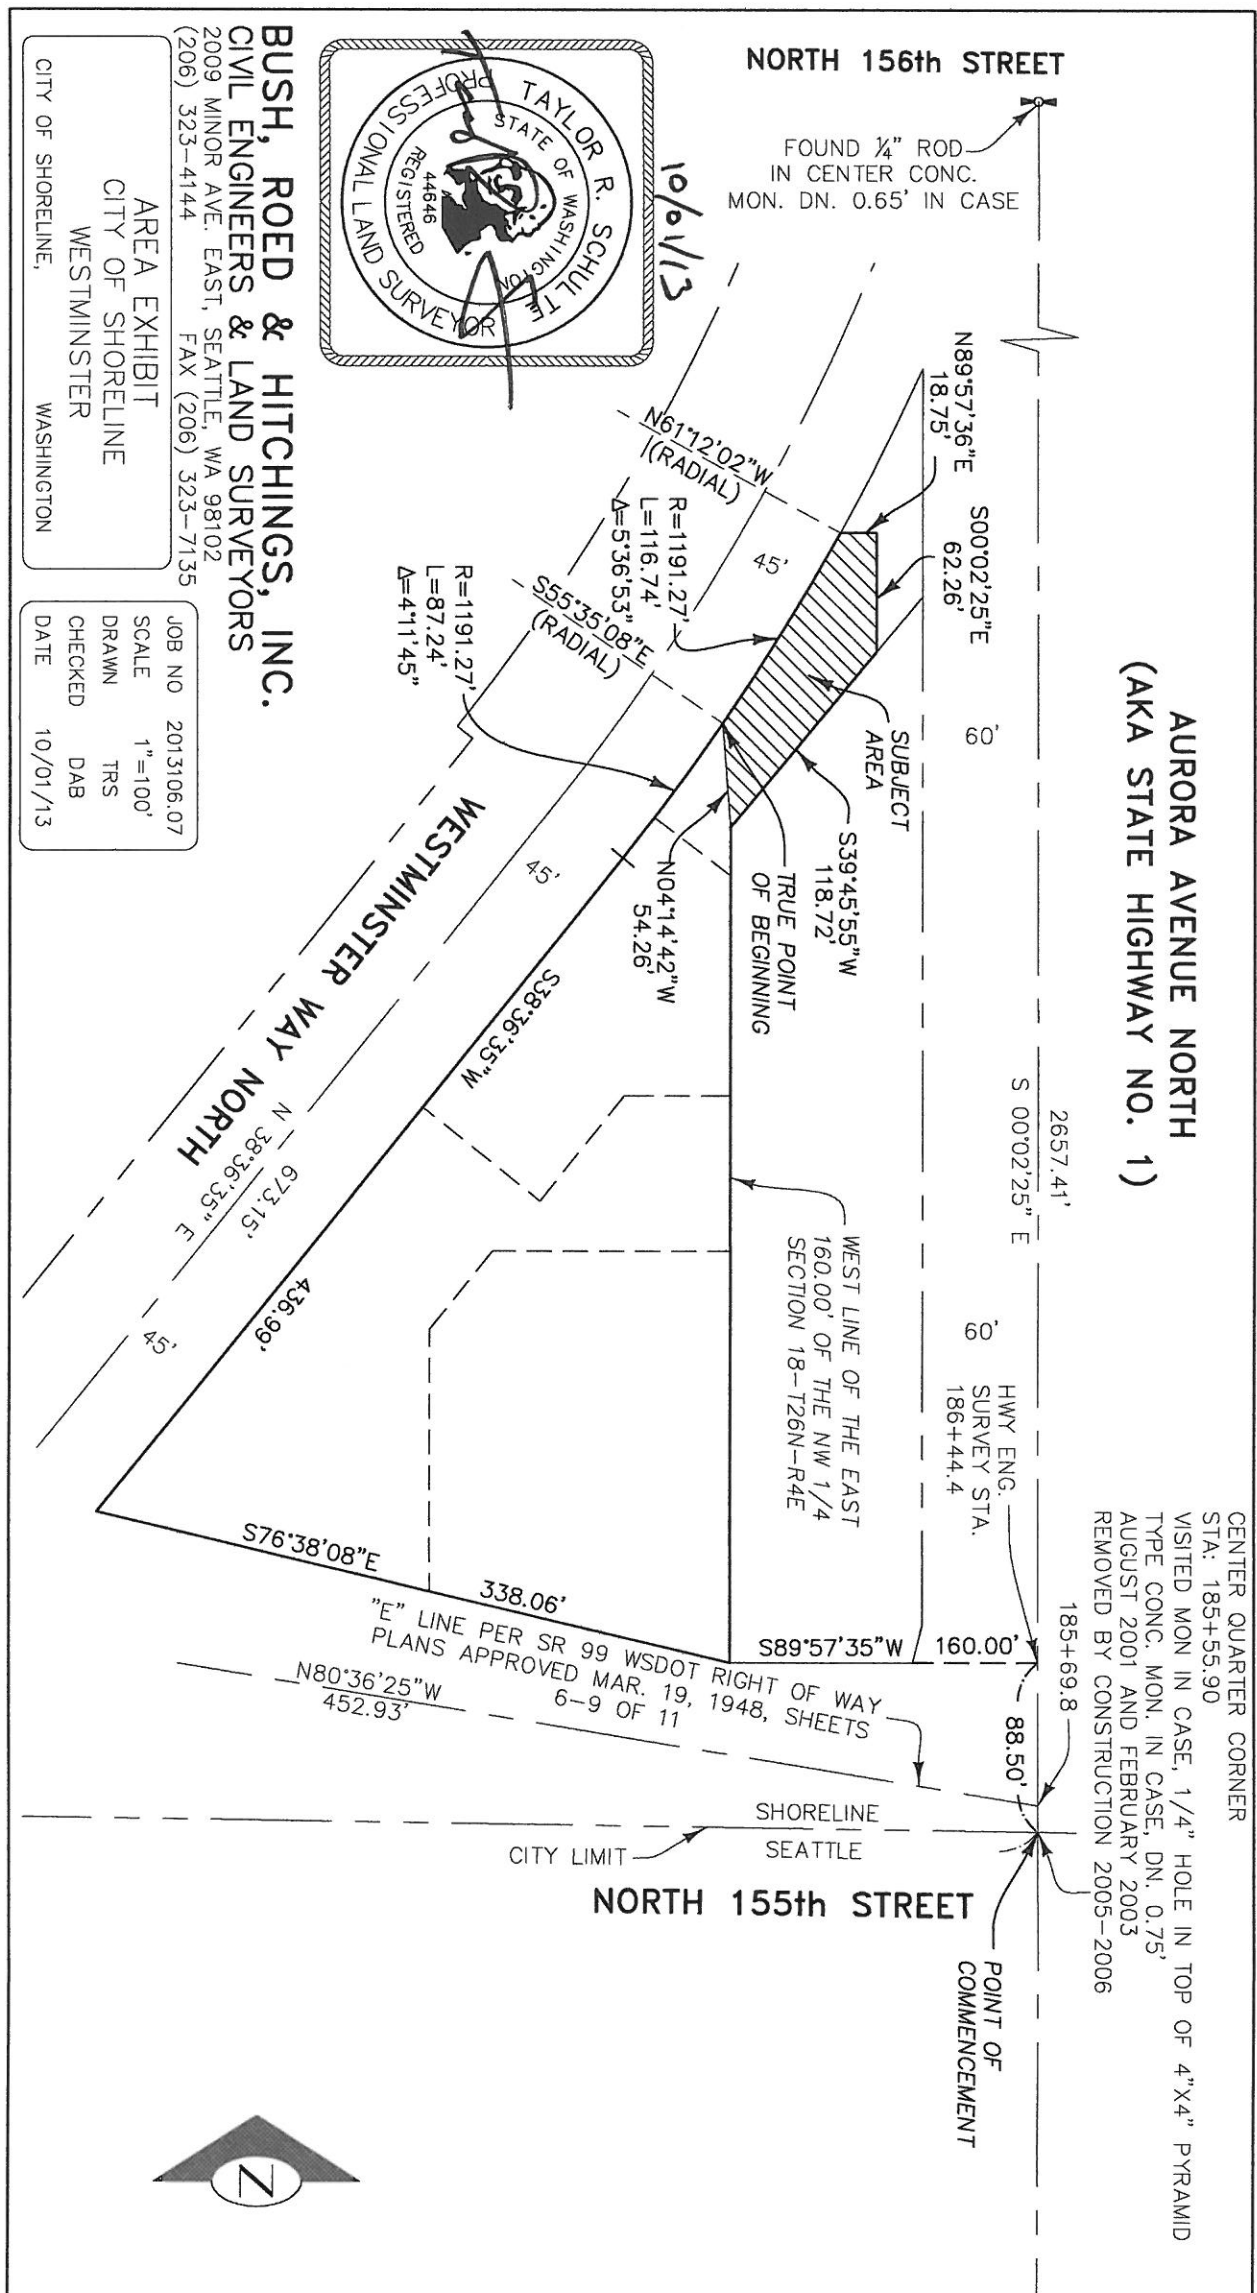 NORTH 156th STREET
FOUND ¼" ROD
IN CENTER CONC.
MON. DN. 0.65' IN CASE
AURORA AVENUE NORTH
(AKA STATE HIGHWAY NO. 1)
2657.41'
S 00°02'25" E
60'
60'
HWY ENG.
SURVEY STA.
186+44.4
CENTER QUARTER CORNER
STA: 185+55.90
VISITED MON IN CASE, 1/4" HOLE IN TOP OF 4"X4" PYRAMID
TYPE CONC. MON. IN CASE, DN. 0.75'
AUGUST 2001 AND FEBRUARY 2003
REMOVED BY CONSTRUCTION 2005-2006
185+69.8
88.50'
POINT OF
COMMENCEMENT
N89°57'36"E
18.75'
S00°02'25"E
62.26'
SUBJECT
AREA
S39°45'55"W
118.72'
TRUE POINT
OF BEGINNING
N04°14'42"W
54.26'
N61°12'02"W
(RADIAL)
R=1191.27'
L=116.74'
Δ=5°36'53"
S55°35'08"E
(RADIAL)
R=1191.27'
L=87.24'
Δ=4°11'45"
45'
45'
45'
WESTMINSTER WAY NORTH
S38°36'35"W
436.99'
673.15'
N 38°36'35" E
WEST LINE OF THE EAST
160.00' OF THE NW 1/4
SECTION 18-T26N-R4E
S89°57'35"W
160.00'
S76°38'08"E
338.06'
"E" LINE PER SR 99 WSDOT RIGHT OF WAY
PLANS APPROVED MAR. 19, 1948, SHEETS
6-9 OF 11
N80°36'25"W
452.93'
SHORELINE
SEATTLE
CITY LIMIT
NORTH 155th STREET
10/01/13
TAYLOR R. SCHULTE
STATE OF WASHINGTON
44646
REGISTERED
PROFESSIONAL LAND SURVEYOR
BUSH, ROED & HITCHINGS, INC.
CIVIL ENGINEERS & LAND SURVEYORS
2009 MINOR AVE. EAST, SEATTLE, WA 98102
(206) 323-4144 FAX (206) 323-7135
AREA EXHIBIT
CITY OF SHORELINE
WESTMINSTER
CITY OF SHORELINE, WASHINGTON
JOB NO 2013106.07
SCALE 1"=100'
DRAWN TRS
CHECKED DAB
DATE 10/01/13
N